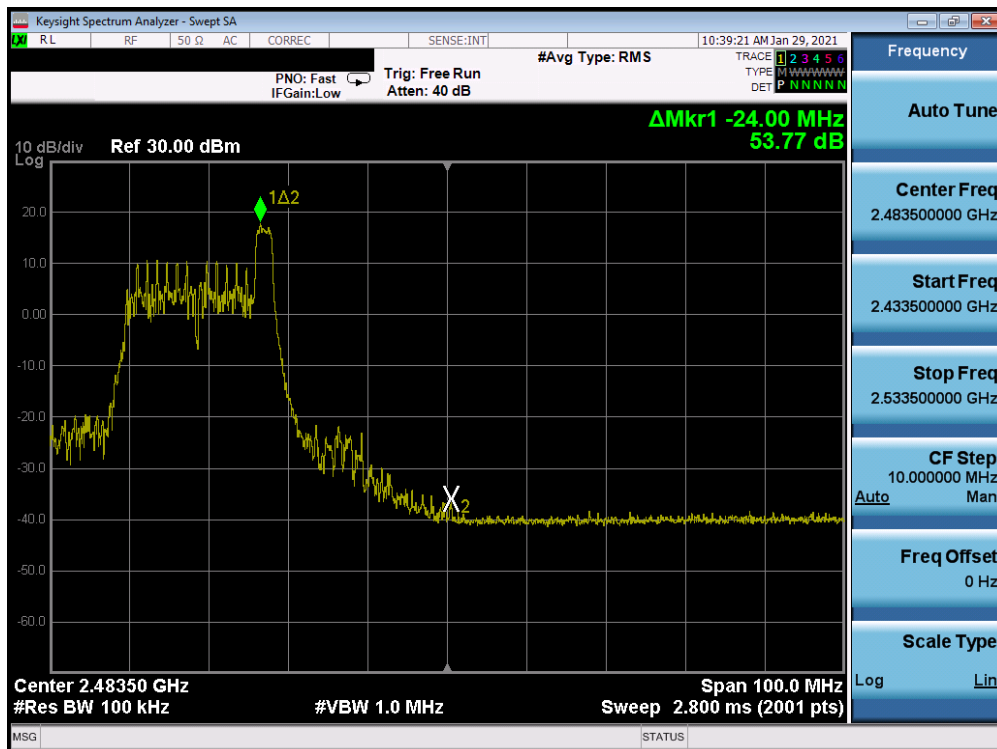 Keysight Spectrum Analyzer - Swept SA
LXI RL RF 50 Ω AC CORREC SENSE:INT 10:39:21 AM Jan 29, 2021
#Avg Type: RMS
TRACE 1 2 3 4 5 6
PNO: Fast Trig: Free Run TYPE M WWWWW
IFGain:Low Atten: 40 dB DET P N N N N N
ΔMkr1 -24.00 MHz
53.77 dB
10 dB/div Ref 30.00 dBm
Log
1Δ2
20.0
10.0
0.00
-10.0
-20.0
-30.0
X2
-40.0
-50.0
-60.0
Center 2.48350 GHz Span 100.0 MHz
#Res BW 100 kHz #VBW 1.0 MHz Sweep 2.800 ms (2001 pts)
MSG STATUS
Frequency
Auto Tune
Center Freq
2.483500000 GHz
Start Freq
2.433500000 GHz
Stop Freq
2.533500000 GHz
CF Step
10.000000 MHz
Auto Man
Freq Offset
0 Hz
Scale Type
Log Lin